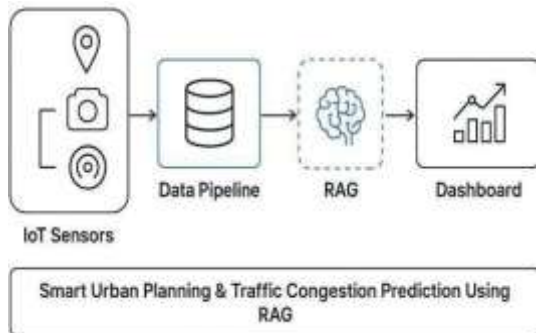 Data Pipeline
RAG
Dashboard
IoT Sensors
Smart Urban Planning & Traffic Congestion Prediction Using
RAG